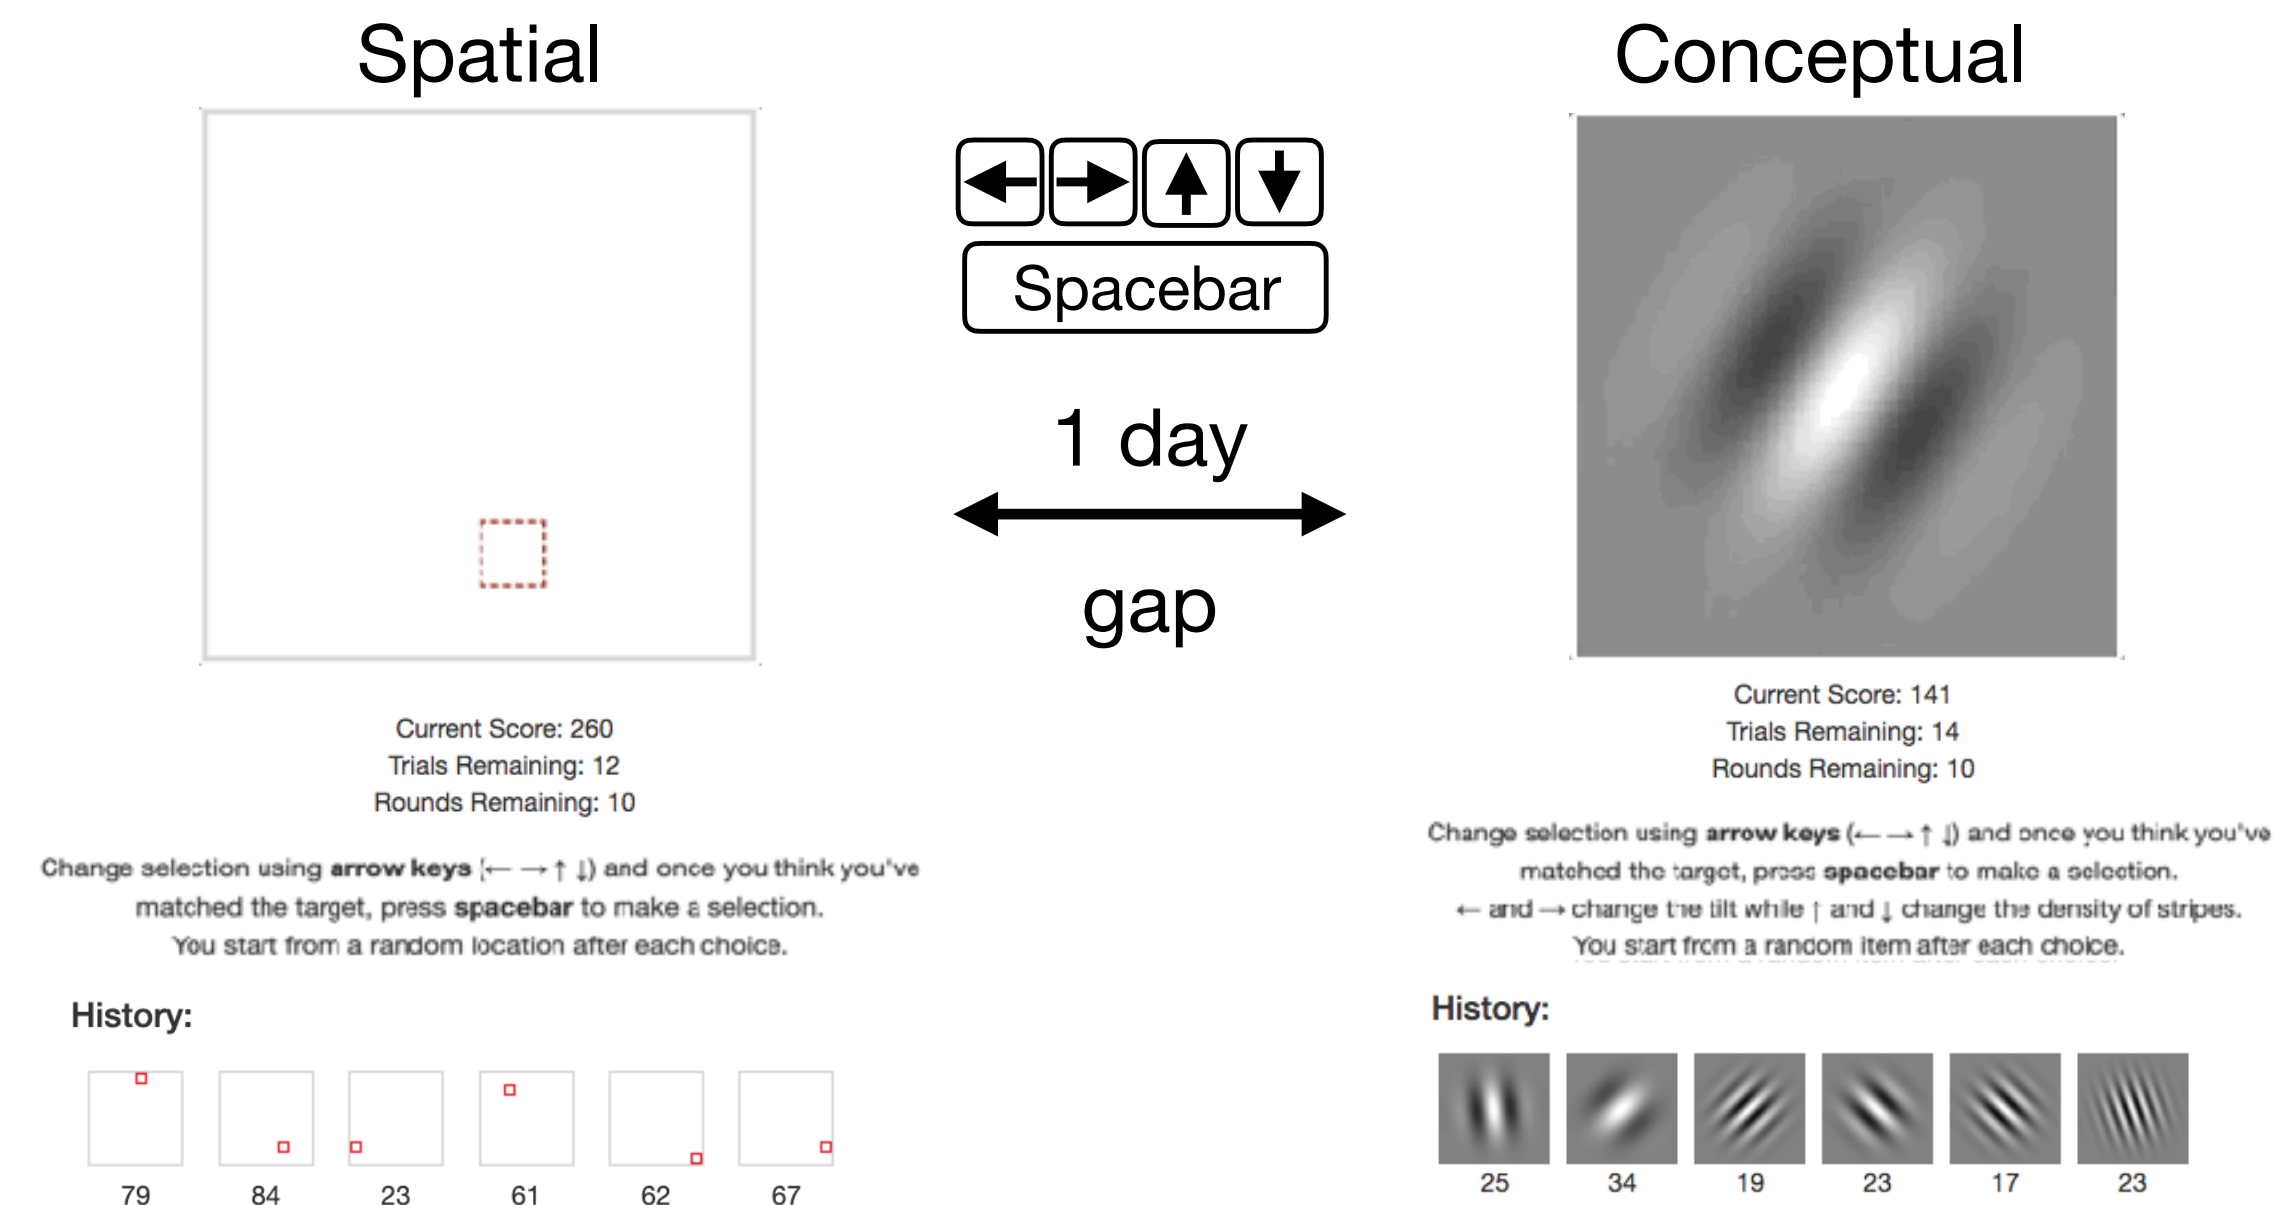 Spatial
Current Score: 260
Trials Remaining: 12
Rounds Remaining: 10
Change selection using arrow keys (← → ↑ ↓) and once you think you've
matched the target, press spacebar to make a selection.
You start from a random location after each choice.
History:
79 84 23 61 62 67
Spacebar
1 day
gap
Conceptual
Current Score: 141
Trials Remaining: 14
Rounds Remaining: 10
Change selection using arrow keys (← → ↑ ↓) and once you think you've
matched the target, press spacebar to make a selection.
← and → change the tilt while ↑ and ↓ change the density of stripes.
You start from a random item after each choice.
History:
25 34 19 23 17 23